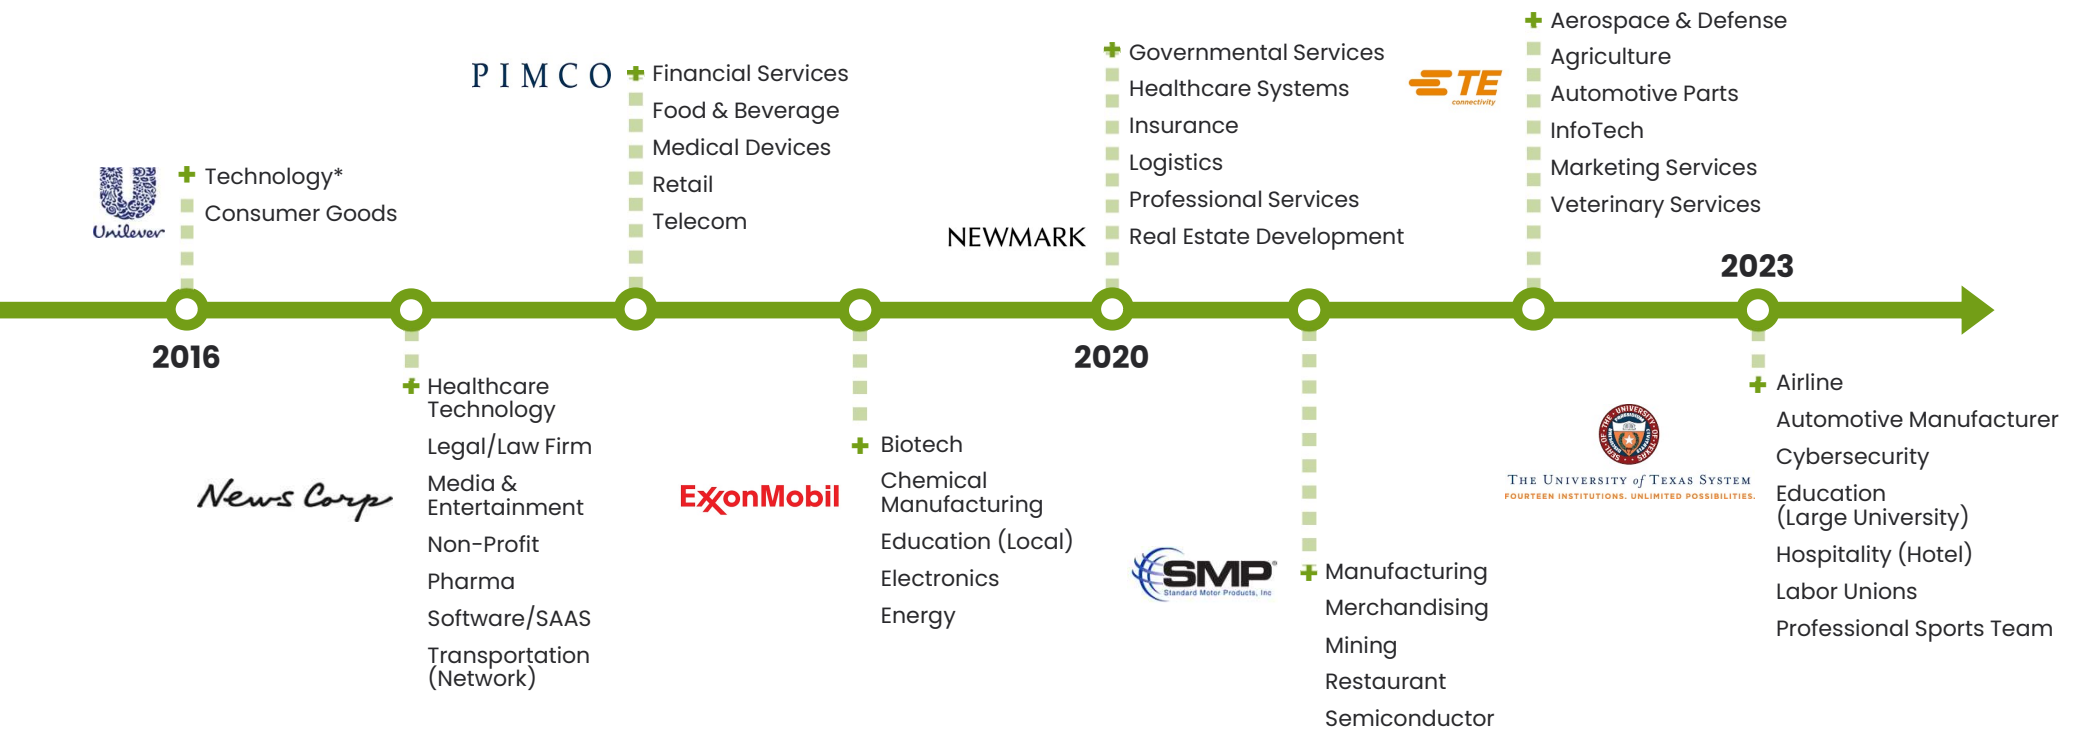 Unilever
+ Technology*
Consumer Goods
2016
+ Healthcare
Technology
Legal/Law Firm
Media &
Entertainment
Non-Profit
Pharma
Software/SAAS
Transportation
(Network)
News Corp
PIMCO
+ Financial Services
Food & Beverage
Medical Devices
Retail
Telecom
ExxonMobil
+ Biotech
Chemical
Manufacturing
Education (Local)
Electronics
Energy
NEWMARK
+ Governmental Services
Healthcare Systems
Insurance
Logistics
Professional Services
Real Estate Development
2020
SMP®
Standard Motor Products, Inc
+ Manufacturing
Merchandising
Mining
Restaurant
Semiconductor
TE
connectivity
+ Aerospace & Defense
Agriculture
Automotive Parts
InfoTech
Marketing Services
Veterinary Services
2023
THE UNIVERSITY of TEXAS SYSTEM
FOURTEEN INSTITUTIONS. UNLIMITED POSSIBILITIES.
+ Airline
Automotive Manufacturer
Cybersecurity
Education
(Large University)
Hospitality (Hotel)
Labor Unions
Professional Sports Team